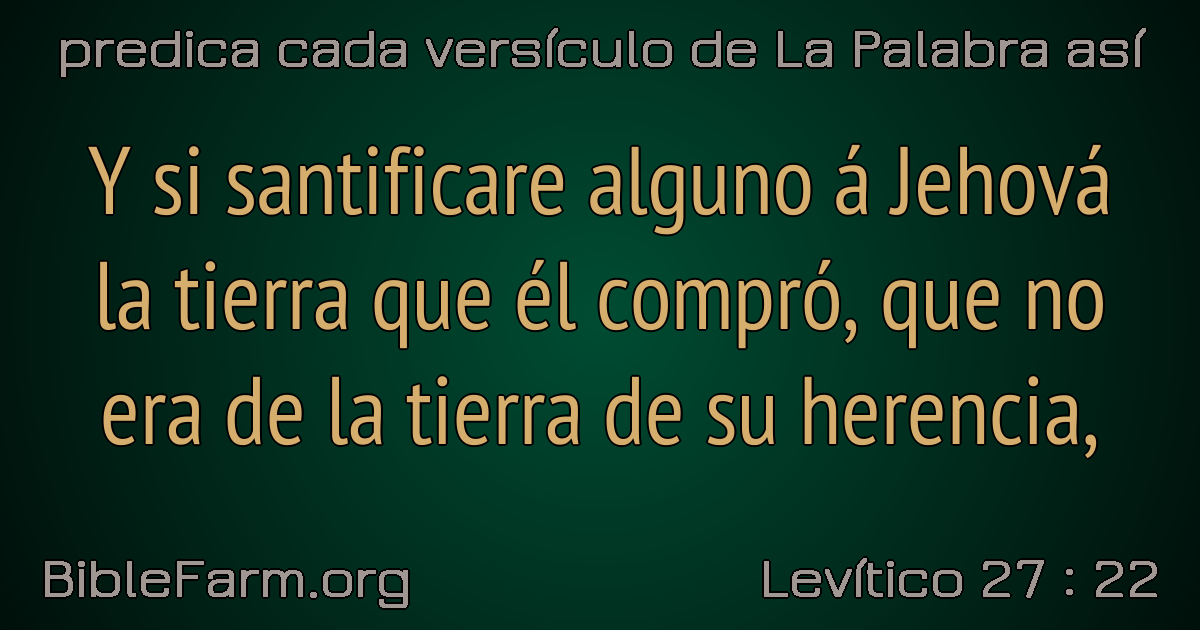 predica cada versículo de La Palabra así
Y si santificare alguno á Jehová
la tierra que él compró, que no
era de la tierra de su herencia,
BibleFarm.org
Levítico 27 : 22